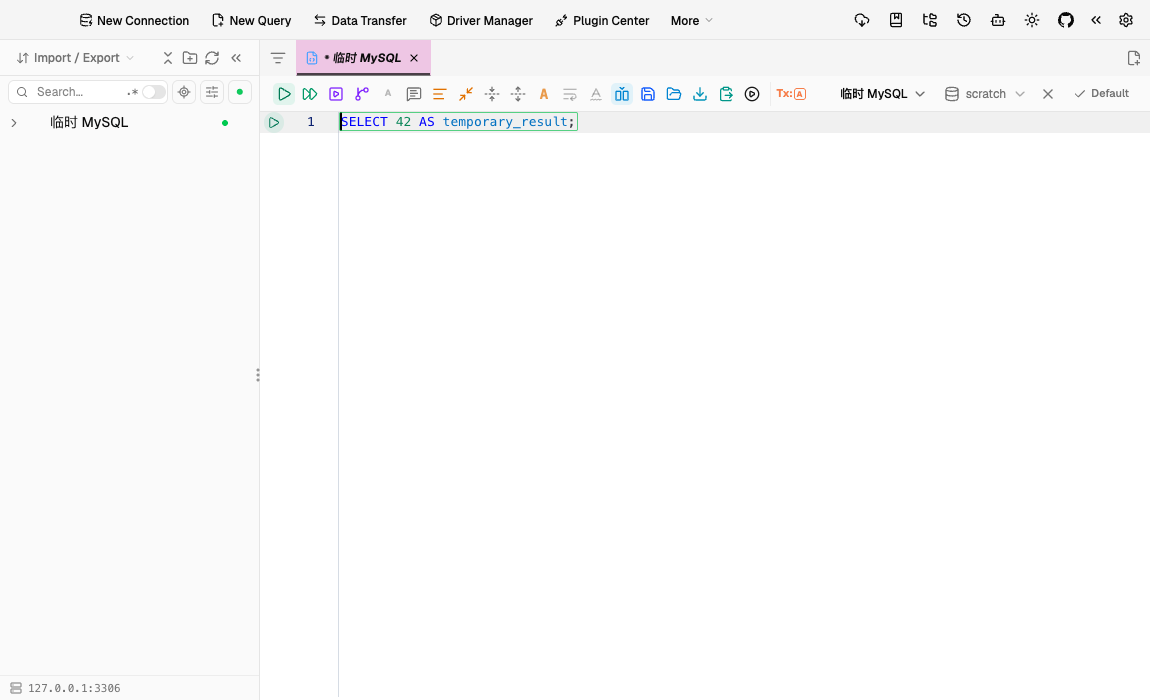 New Connection New Query Data Transfer Driver Manager Plugin Center More
Import / Export
* 临时 MySQL
Search... .*
Tx: A 临时 MySQL scratch Default
临时 MySQL
1 SELECT 42 AS temporary_result;
127.0.0.1:3306